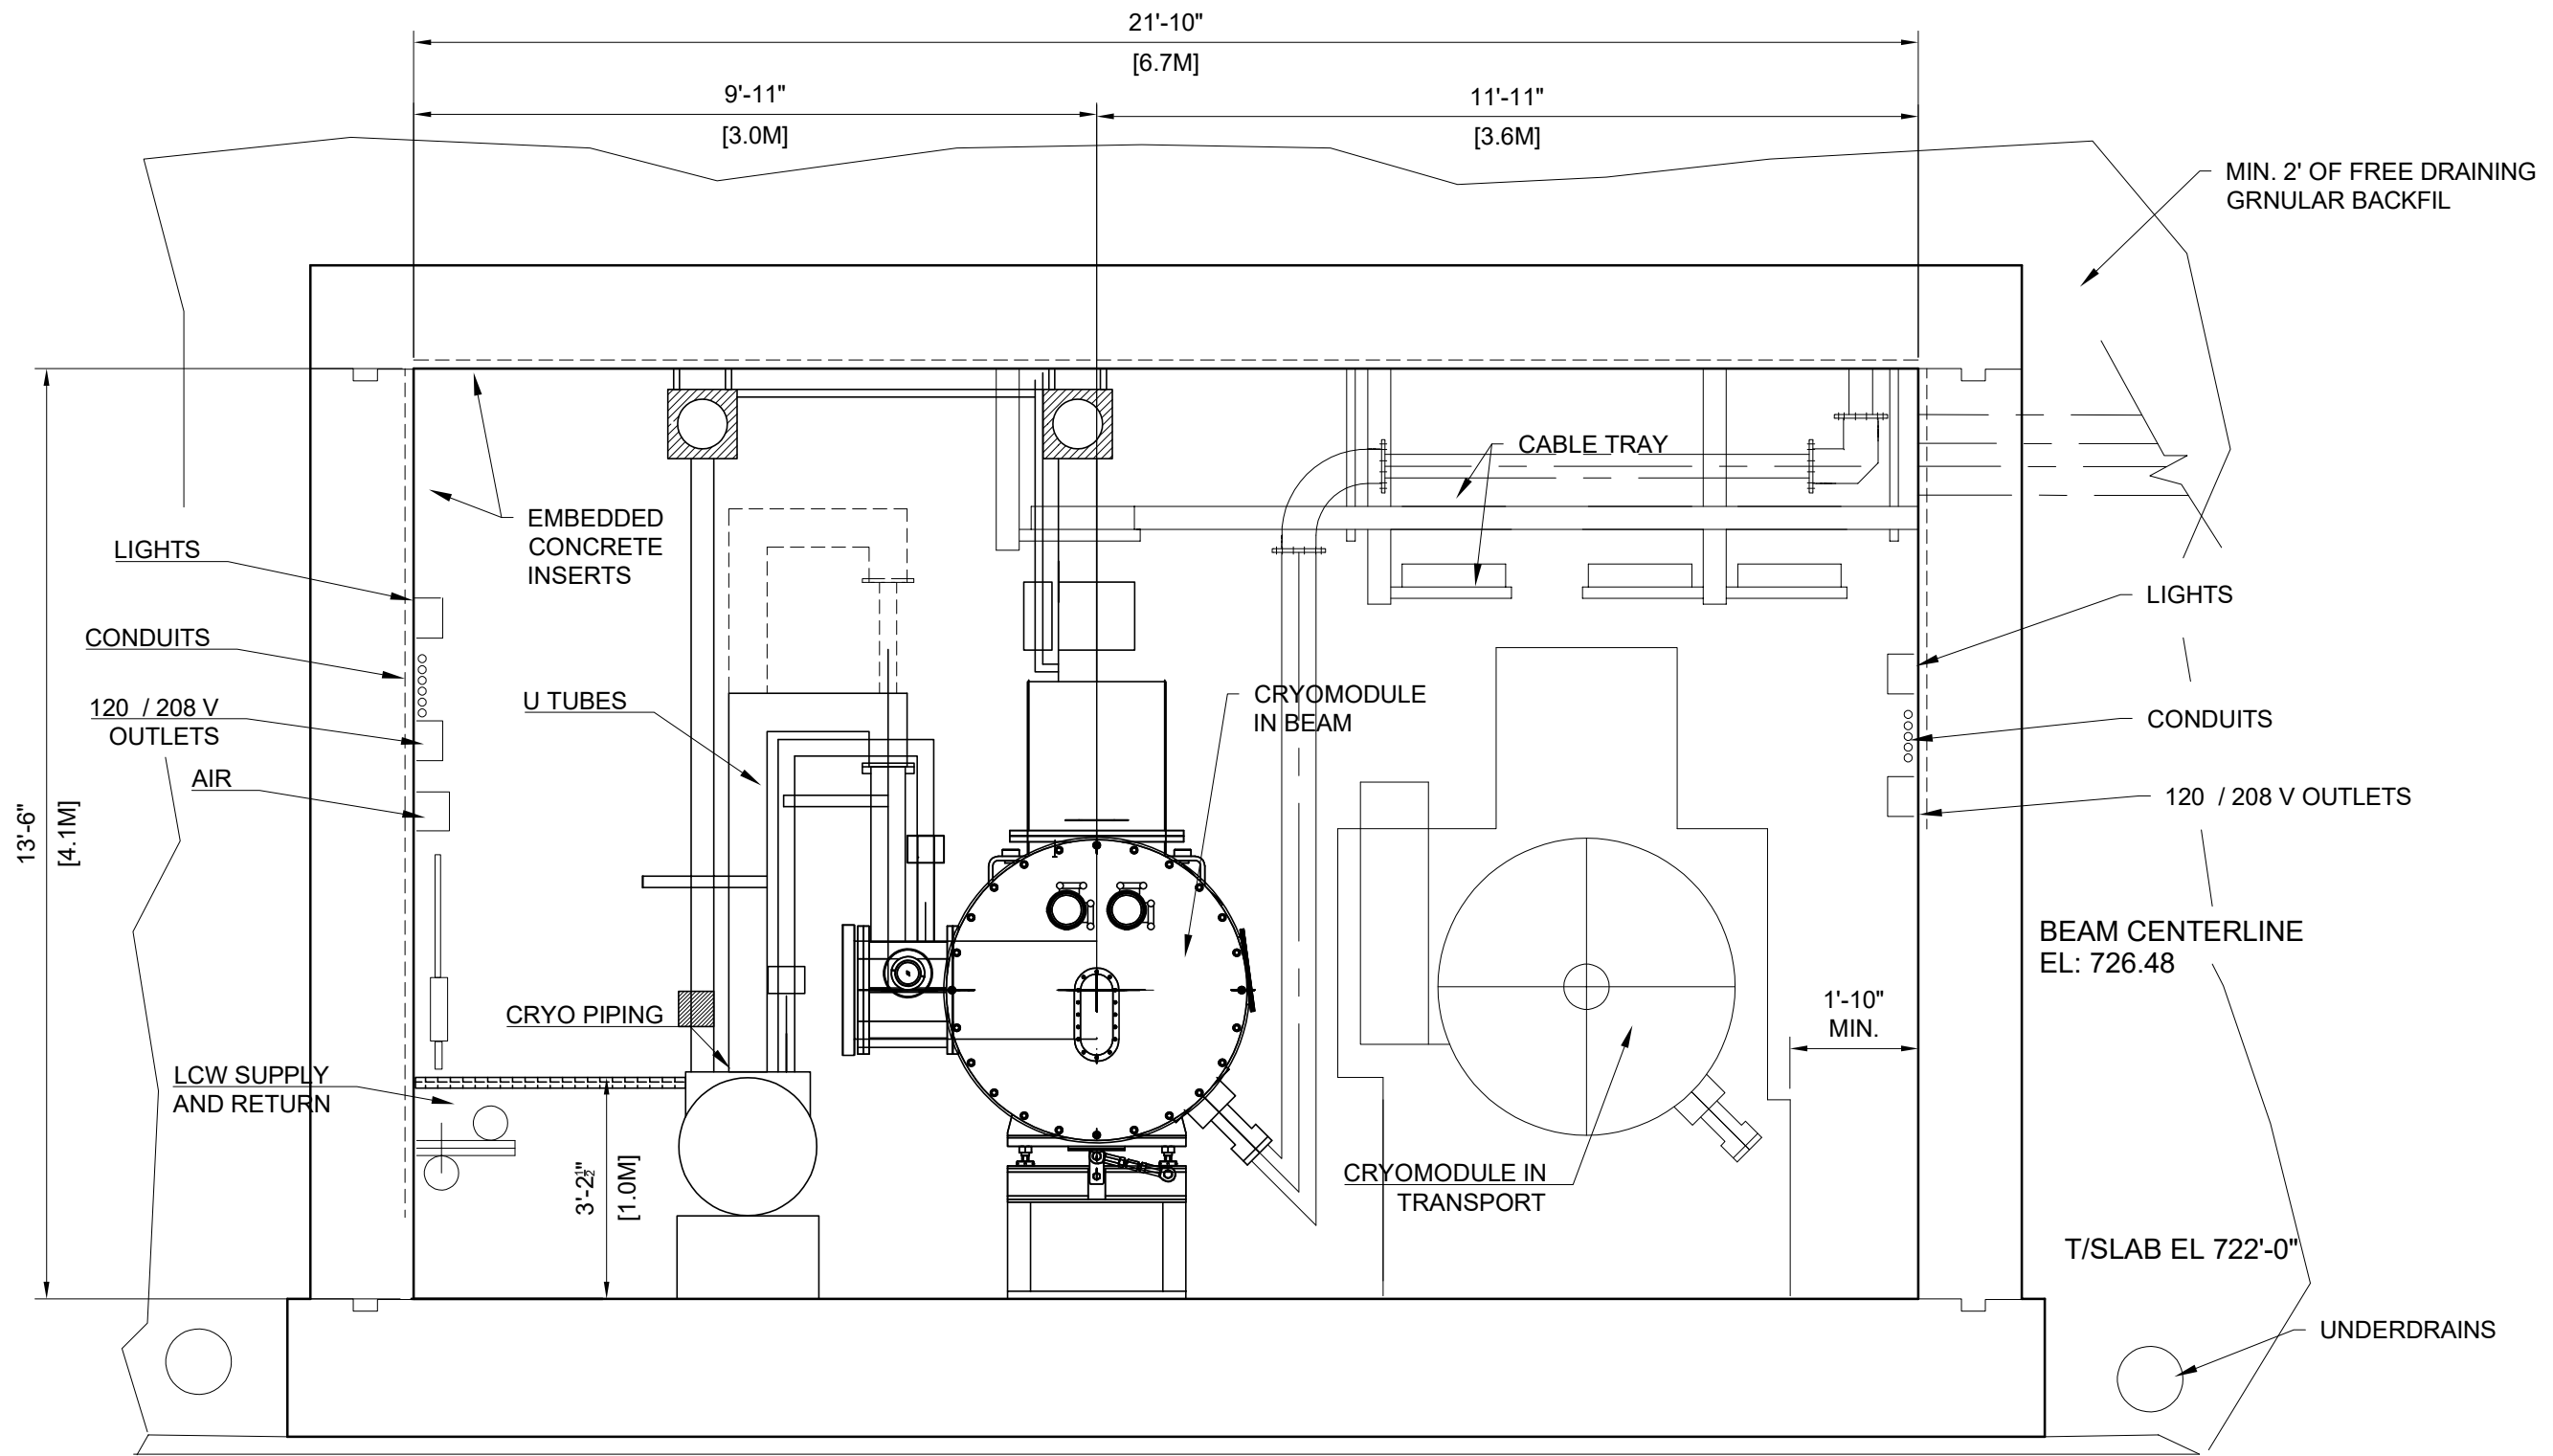 21'-10"
[6.7M]
9'-11"
[3.0M]
11'-11"
[3.6M]
MIN. 2' OF FREE DRAINING
GRNULAR BACKFIL
CABLE TRAY
EMBEDDED
CONCRETE
INSERTS
LIGHTS
CONDUITS
120 / 208 V
OUTLETS
AIR
U TUBES
CRYOMODULE
IN BEAM
LIGHTS
CONDUITS
120 / 208 V OUTLETS
13'-6"
[4.1M]
BEAM CENTERLINE
EL: 726.48
1'-10"
MIN.
CRYO PIPING
LCW SUPPLY
AND RETURN
3'-2½"
[1.0M]
CRYOMODULE IN
TRANSPORT
T/SLAB EL 722'-0"
UNDERDRAINS